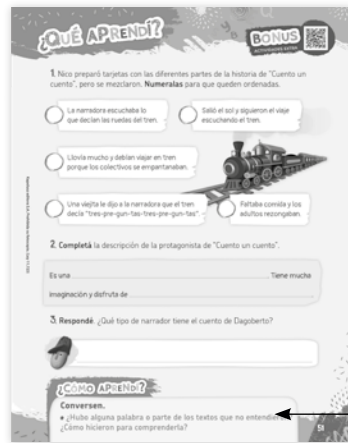 ¿QUÉ APRENDÍ?
BONUS
ACTIVIDADES EXTRA
1. Nico preparó tarjetas con las diferentes partes de la historia de "Cuento un
cuento", pero se mezclaron. Numeralas para que queden ordenadas.
La narradora escuchaba lo
que decían las ruedas del tren.
Salió el sol y siguieron el viaje
escuchando el tren.
Llovía mucho y debían viajar en tren
porque los colectivos se empantanaban.
Una viejita le dijo a la narradora que el tren
decía "tres-pre-gun-tas-tres-pre-gun-tas".
Faltaba comida y los
adultos rezongaban.
2. Completá la descripción de la protagonista de "Cuento un cuento".
Es una
Tiene mucha
imaginación y disfruta de
3. Respondé. ¿Qué tipo de narrador tiene el cuento de Dagoberto?
¿CÓMO APRENDÍ?
Conversen.
• ¿Hubo alguna palabra o parte de los textos que no entendier
¿Cómo hicieron para comprenderla?
51